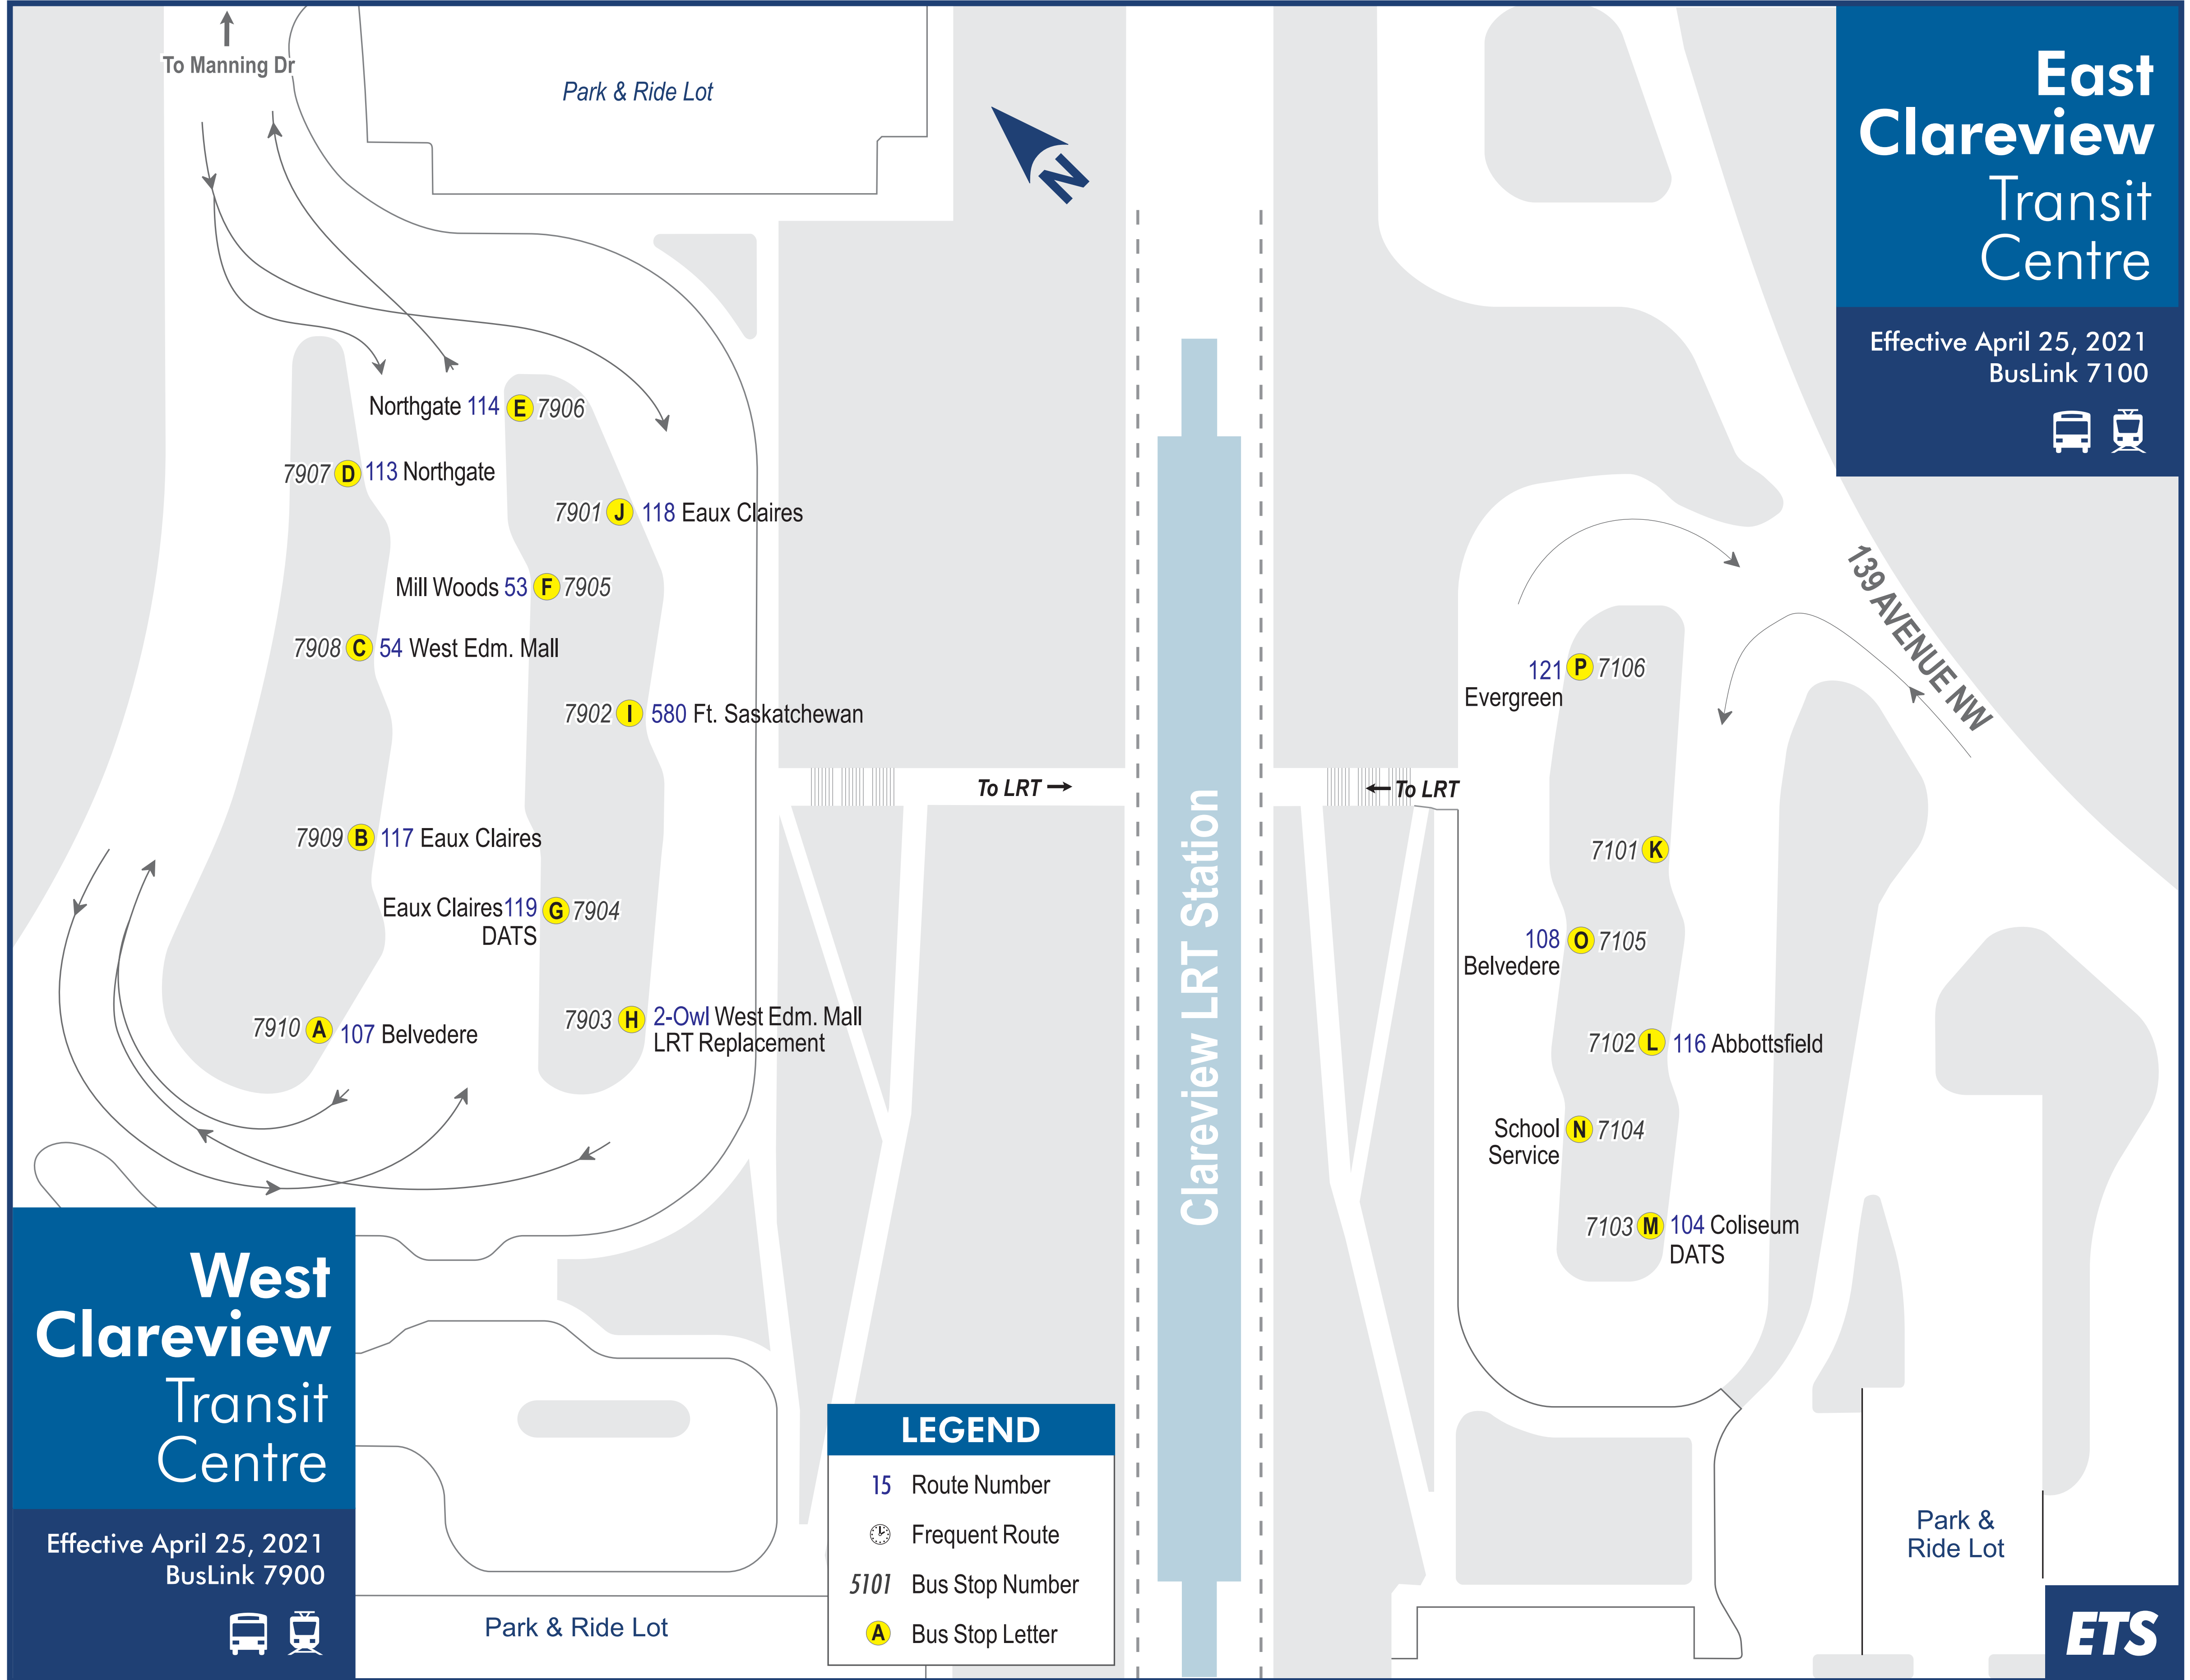 To Manning Dr
Park & Ride Lot
N
East
Clareview
Transit
Centre
Effective April 25, 2021
BusLink 7100
Northgate 114 E 7906
7907 D 113 Northgate
7901 J 118 Eaux Claires
Mill Woods 53 F 7905
7908 C 54 West Edm. Mall
7902 I 580 Ft. Saskatchewan
7909 B 117 Eaux Claires
Eaux Claires119 G 7904
DATS
7910 A 107 Belvedere
7903 H 2-Owl West Edm. Mall
LRT Replacement
To LRT
To LRT
Clareview LRT Station
139 AVENUE NW
121 P 7106
Evergreen
7101 K
108 O 7105
Belvedere
7102 L 116 Abbottsfield
School N 7104
Service
7103 M 104 Coliseum
DATS
West
Clareview
Transit
Centre
Effective April 25, 2021
BusLink 7900
Park & Ride Lot
LEGEND
15 Route Number
Frequent Route
5101 Bus Stop Number
A Bus Stop Letter
Park &
Ride Lot
ETS